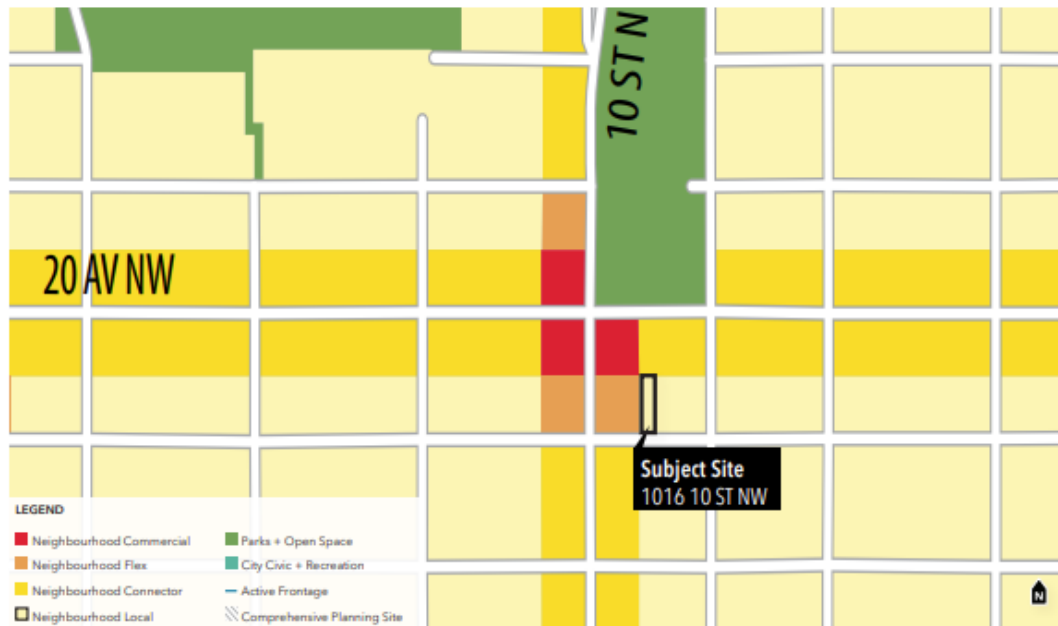 10 ST N
20 AV NW
Subject Site
1016 10 ST NW
LEGEND
Neighbourhood Commercial
Neighbourhood Flex
Neighbourhood Connector
Neighbourhood Local
Parks + Open Space
City Civic + Recreation
Active Frontage
Comprehensive Planning Site
N